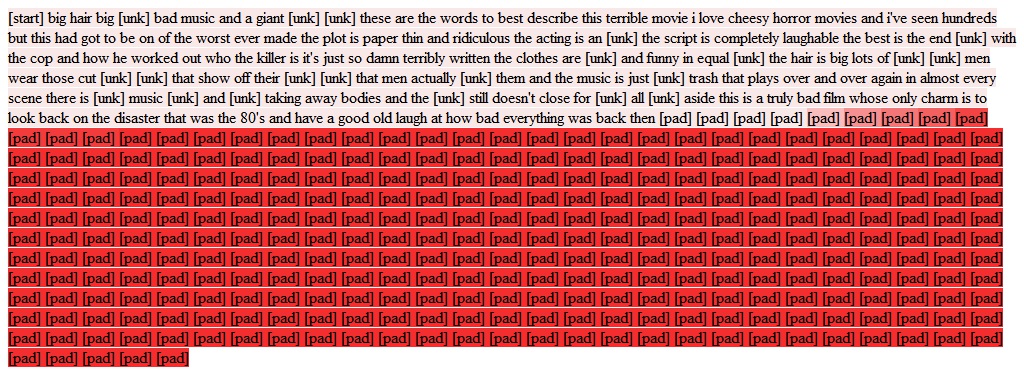 [start] big hair big [unk] bad music and a giant [unk] [unk] these are the words to best describe this terrible movie i love cheesy horror movies and i've seen hundreds
but this had got to be on of the worst ever made the plot is paper thin and ridiculous the acting is an [unk] the script is completely laughable the best is the end [unk] with
the cop and how he worked out who the killer is it's just so damn terribly written the clothes are [unk] and funny in equal [unk] the hair is big lots of [unk] [unk] men
wear those cut [unk] [unk] that show off their [unk] [unk] that men actually [unk] them and the music is just [unk] trash that plays over and over again in almost every
scene there is [unk] music [unk] and [unk] taking away bodies and the [unk] still doesn't close for [unk] all [unk] aside this is a truly bad film whose only charm is to
look back on the disaster that was the 80's and have a good old laugh at how bad everything was back then [pad] [pad] [pad] [pad] [pad] [pad] [pad] [pad] [pad]
[pad] [pad] [pad] [pad] [pad] [pad] [pad] [pad] [pad] [pad] [pad] [pad] [pad] [pad] [pad] [pad] [pad] [pad] [pad] [pad] [pad] [pad] [pad] [pad] [pad] [pad] [pad]
[pad] [pad] [pad] [pad] [pad] [pad] [pad] [pad] [pad] [pad] [pad] [pad] [pad] [pad] [pad] [pad] [pad] [pad] [pad] [pad] [pad] [pad] [pad] [pad] [pad] [pad] [pad]
[pad] [pad] [pad] [pad] [pad] [pad] [pad] [pad] [pad] [pad] [pad] [pad] [pad] [pad] [pad] [pad] [pad] [pad] [pad] [pad] [pad] [pad] [pad] [pad] [pad] [pad] [pad]
[pad] [pad] [pad] [pad] [pad] [pad] [pad] [pad] [pad] [pad] [pad] [pad] [pad] [pad] [pad] [pad] [pad] [pad] [pad] [pad] [pad] [pad] [pad] [pad] [pad] [pad] [pad]
[pad] [pad] [pad] [pad] [pad] [pad] [pad] [pad] [pad] [pad] [pad] [pad] [pad] [pad] [pad] [pad] [pad] [pad] [pad] [pad] [pad] [pad] [pad] [pad] [pad] [pad] [pad]
[pad] [pad] [pad] [pad] [pad] [pad] [pad] [pad] [pad] [pad] [pad] [pad] [pad] [pad] [pad] [pad] [pad] [pad] [pad] [pad] [pad] [pad] [pad] [pad] [pad] [pad] [pad]
[pad] [pad] [pad] [pad] [pad] [pad] [pad] [pad] [pad] [pad] [pad] [pad] [pad] [pad] [pad] [pad] [pad] [pad] [pad] [pad] [pad] [pad] [pad] [pad] [pad] [pad] [pad]
[pad] [pad] [pad] [pad] [pad] [pad] [pad] [pad] [pad] [pad] [pad] [pad] [pad] [pad] [pad] [pad] [pad] [pad] [pad] [pad] [pad] [pad] [pad] [pad] [pad] [pad] [pad]
[pad] [pad] [pad] [pad] [pad] [pad] [pad] [pad] [pad] [pad] [pad] [pad] [pad] [pad] [pad] [pad] [pad] [pad] [pad] [pad] [pad] [pad] [pad] [pad] [pad] [pad] [pad]
[pad] [pad] [pad] [pad] [pad] [pad] [pad] [pad] [pad] [pad] [pad] [pad] [pad] [pad] [pad] [pad] [pad] [pad] [pad] [pad] [pad] [pad] [pad] [pad] [pad] [pad] [pad]
[pad] [pad] [pad] [pad] [pad] [pad] [pad] [pad] [pad] [pad] [pad] [pad] [pad] [pad] [pad] [pad] [pad] [pad] [pad] [pad] [pad] [pad] [pad] [pad] [pad] [pad] [pad]
[pad] [pad] [pad] [pad] [pad]